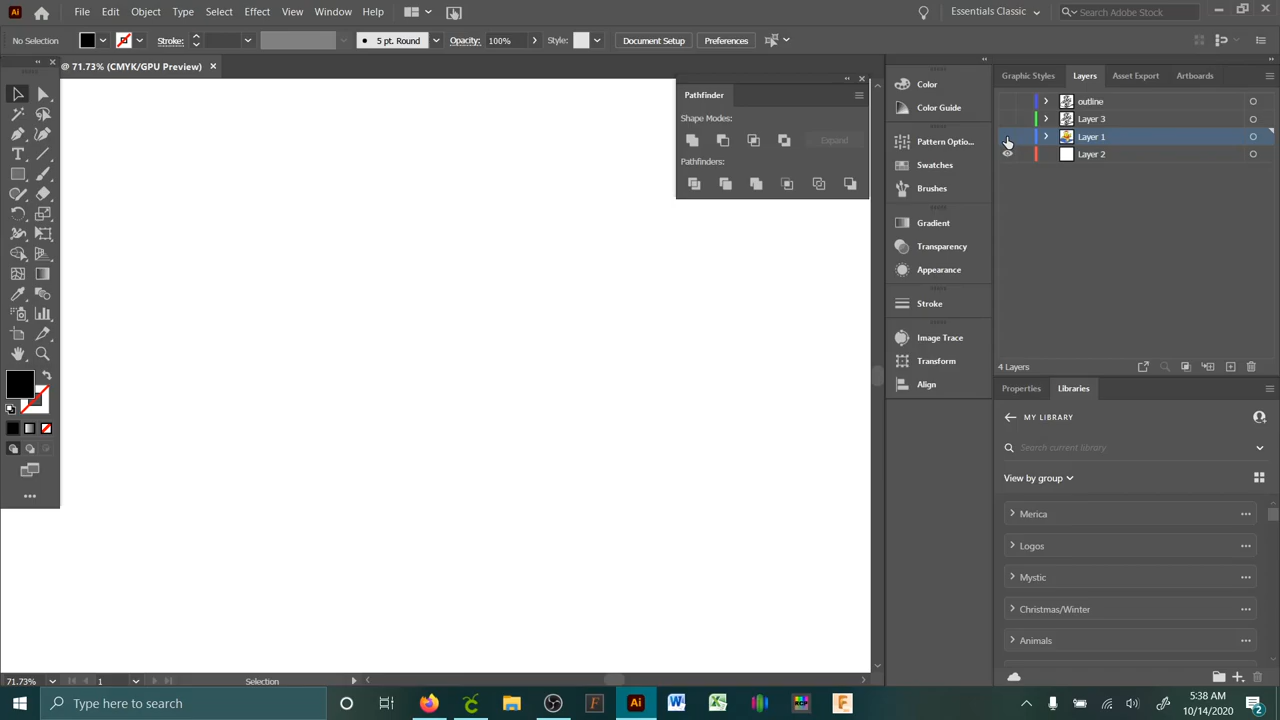 Ai File Edit Object Type Select Effect View Window Help Essentials Classic Search Adobe Stock
No Selection Stroke: 5 pt. Round Opacity: 100% Style: Document Setup Preferences
@ 71.73% (CMYK/GPU Preview)
Pathfinder
Shape Modes:
Expand
Pathfinders:
Color
Color Guide
Pattern Optio...
Swatches
Brushes
Gradient
Transparency
Appearance
Stroke
Image Trace
Transform
Align
Graphic Styles Layers Asset Export Artboards
outline
Layer 3
Layer 1
Layer 2
4 Layers
Properties Libraries
MY LIBRARY
Search current library
View by group
Merica
Logos
Mystic
Christmas/Winter
Animals
71.73% 1 Selection
Type here to search
Ai
5:38 AM
10/14/2020
2